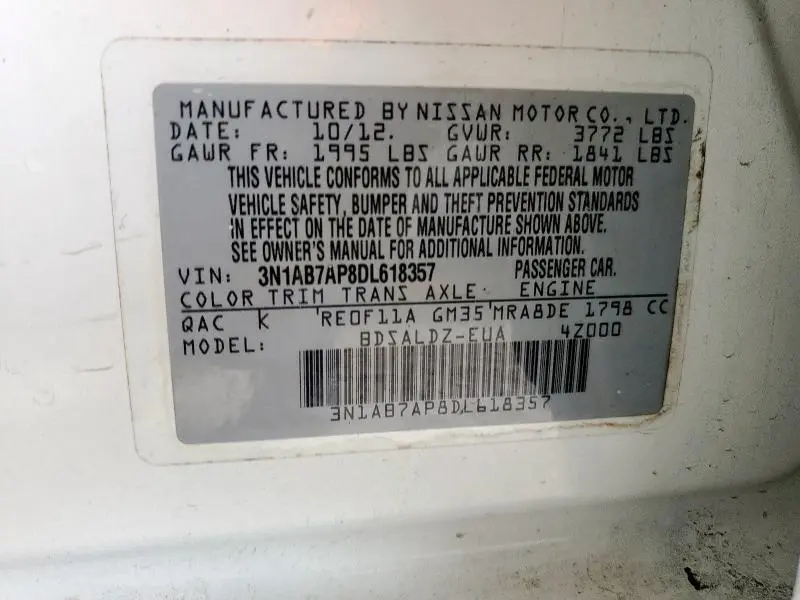 MANUFACTURED BY NISSAN MOTOR CO., LTD.
DATE: 10/12. GVWR: 3772 LBS
GAWR FR: 1995 LBS GAWR RR: 1841 LBS
THIS VEHICLE CONFORMS TO ALL APPLICABLE FEDERAL MOTOR
VEHICLE SAFETY, BUMPER AND THEFT PREVENTION STANDARDS
IN EFFECT ON THE DATE OF MANUFACTURE SHOWN ABOVE.
SEE OWNER'S MANUAL FOR ADDITIONAL INFORMATION.
VIN: 3N1AB7AP8DL618357 PASSENGER CAR.
COLOR TRIM TRANS AXLE ENGINE
QAC K RE0F11A GM35 MRA8DE 1798 CC
MODEL: BDSALDZ-EUA 4Z000
3N1AB7AP8DL618357